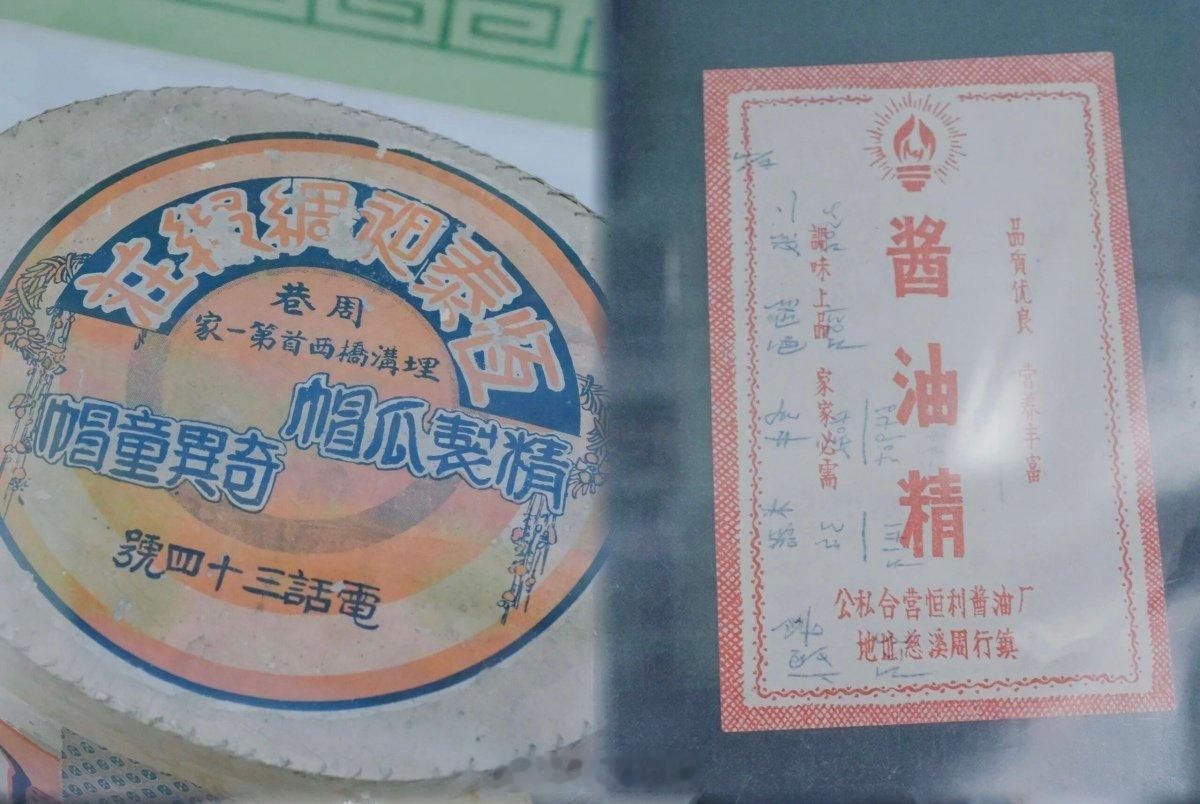 恆泰廻綢緞莊
周巷
埋溝橋西首第一家
精製瓜帽
奇異童帽
電話三十四號
品質优良 营养丰富
酱油精
調味上品 家家必需
公私合营恒利醬油厂
地址慈溪周行鎮